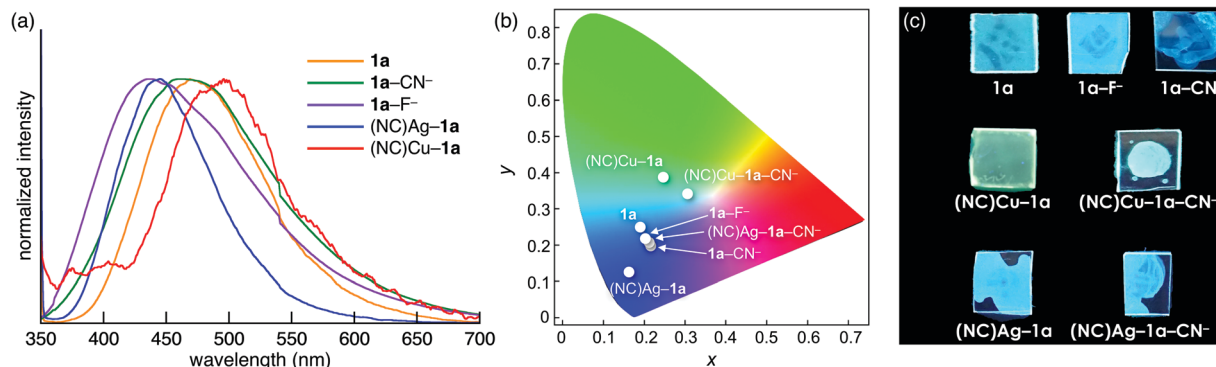 (a)
normalized intensity
1a
1a–CN⁻
1a–F⁻
(NC)Ag–1a
(NC)Cu–1a
350 400 450 500 550 600 650 700
wavelength (nm)
(b)
y
0.8
0.7
0.6
0.5
0.4
0.3
0.2
0.1
0
(NC)Cu–1a
(NC)Cu–1a–CN⁻
1a
1a–F⁻
(NC)Ag–1a–CN⁻
1a–CN⁻
(NC)Ag–1a
0 0.1 0.2 0.3 0.4 0.5 0.6 0.7
x
(c)
1a 1a–F⁻ 1a–CN
(NC)Cu–1a (NC)Cu–1a–CN⁻
(NC)Ag–1a (NC)Ag–1a–CN⁻